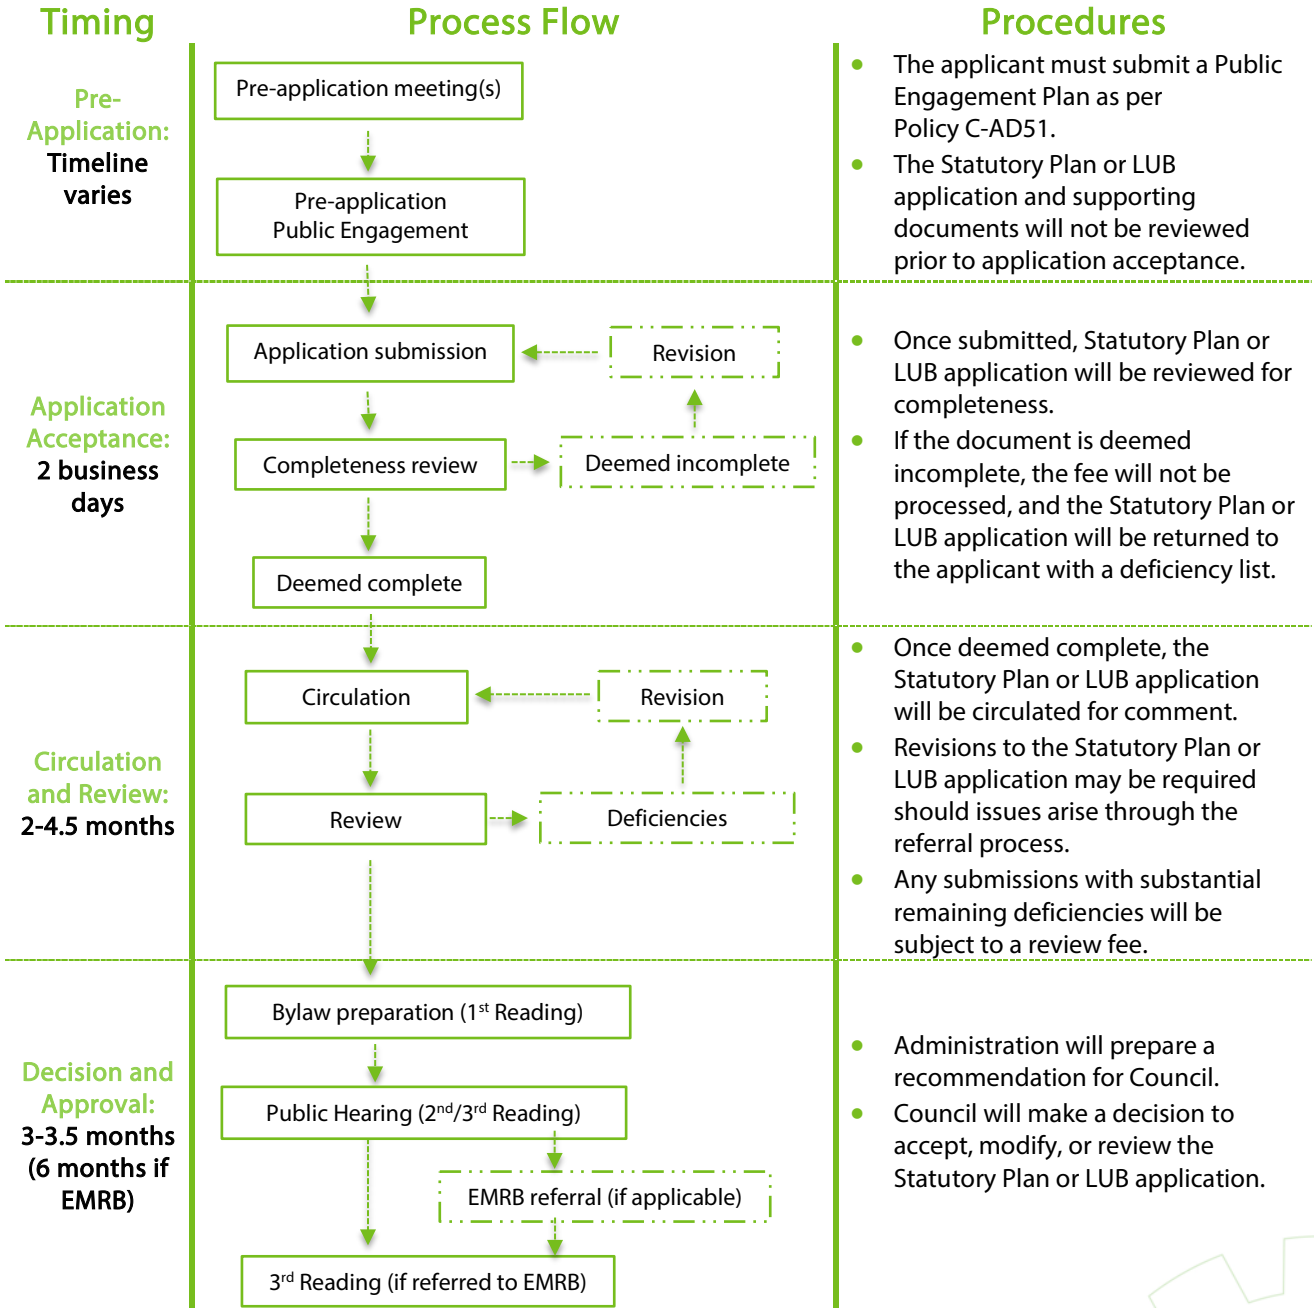 Timing
Process Flow
Procedures
Pre-
Application:
Timeline
varies
Pre-application meeting(s)
Pre-application
Public Engagement
• The applicant must submit a Public
Engagement Plan as per
Policy C-AD51.
• The Statutory Plan or LUB
application and supporting
documents will not be reviewed
prior to application acceptance.
Application
Acceptance:
2 business
days
Application submission
Revision
Completeness review
Deemed incomplete
Deemed complete
• Once submitted, Statutory Plan or
LUB application will be reviewed for
completeness.
• If the document is deemed
incomplete, the fee will not be
processed, and the Statutory Plan or
LUB application will be returned to
the applicant with a deficiency list.
Circulation
and Review:
2-4.5 months
Circulation
Revision
Review
Deficiencies
• Once deemed complete, the
Statutory Plan or LUB application
will be circulated for comment.
• Revisions to the Statutory Plan or
LUB application may be required
should issues arise through the
referral process.
• Any submissions with substantial
remaining deficiencies will be
subject to a review fee.
Decision and
Approval:
3-3.5 months
(6 months if
EMRB)
Bylaw preparation (1st Reading)
Public Hearing (2nd/3rd Reading)
EMRB referral (if applicable)
3rd Reading (if referred to EMRB)
• Administration will prepare a
recommendation for Council.
• Council will make a decision to
accept, modify, or review the
Statutory Plan or LUB application.